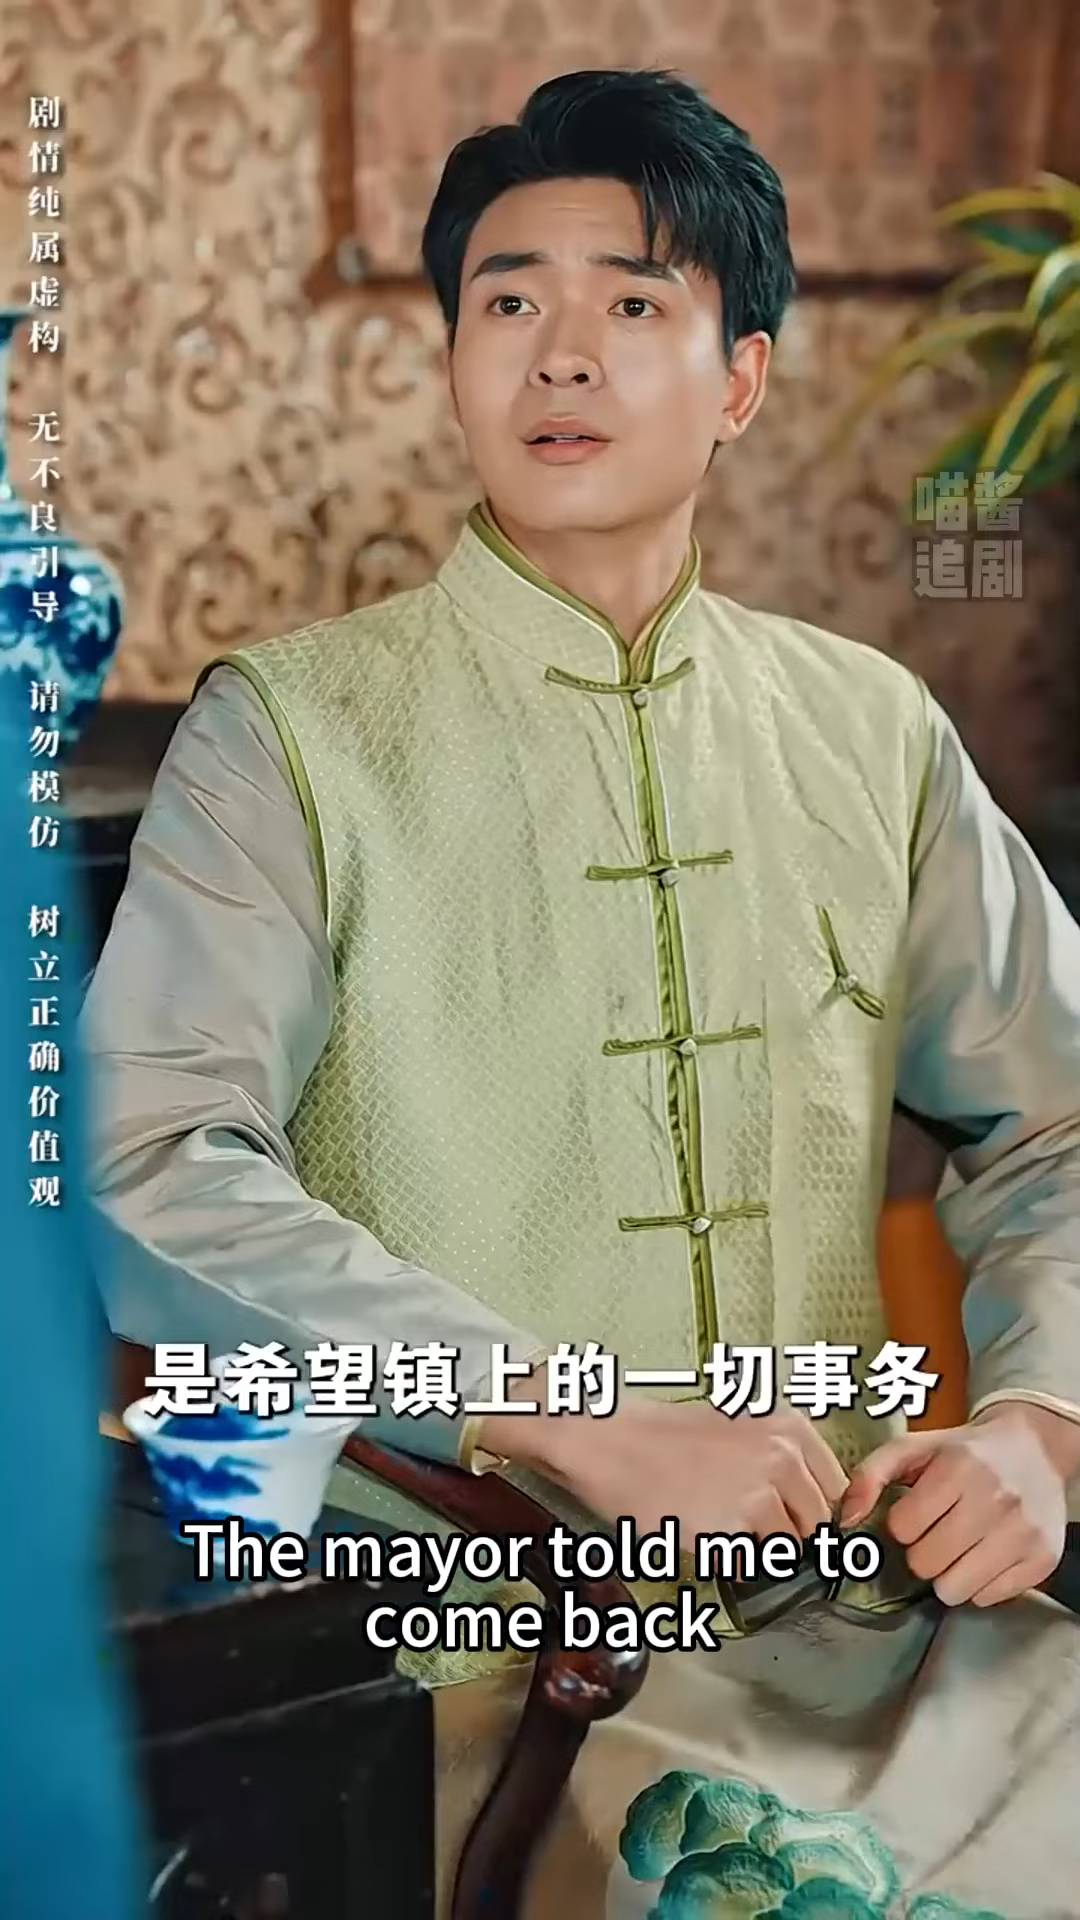 剧情纯属虚构 无不良引导 请勿模仿 树立正确价值观
喵酱
追剧
是希望镇上的一切事务
The mayor told me to
come back